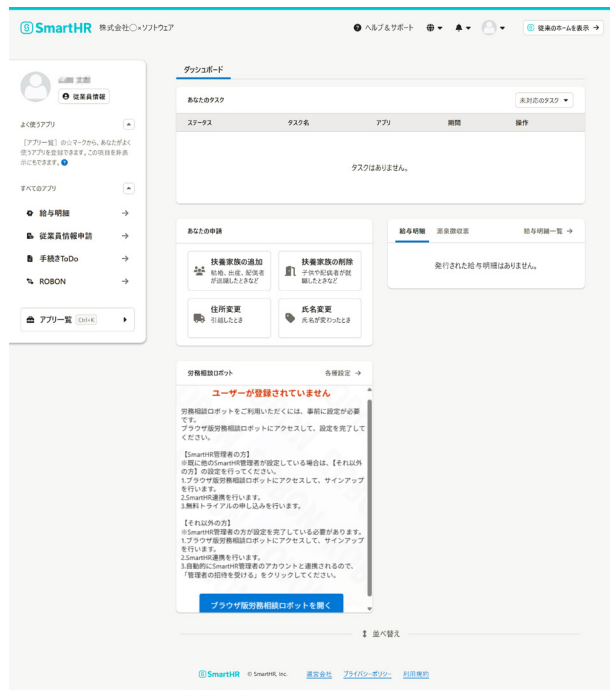 SmartHR 株式会社○×ソフトウエア
ヘルプ＆サポート
従来のホームを表示 →
従業員情報
よく使うアプリ
［アプリ一覧］の☆マークから、あなたがよく
使うアプリを登録できます。この項目を非表
示にもできます。
すべてのアプリ
給与明細 →
従業員情報申請 →
手続きToDo →
ROBON →
アプリ一覧 Ctrl+K
ダッシュボード
あなたのタスク
未対応のタスク
ステータス タスク名 アプリ 期間 操作
タスクはありません。
あなたの申請
扶養家族の追加
結婚、出産、配偶者
が退職したときなど
扶養家族の削除
子供や配偶者が就
職したときなど
住所変更
引越したとき
氏名変更
氏名が変わったとき
給与明細 源泉徴収票 給与明細一覧 →
発行された給与明細はありません。
労務相談ロボット 各種設定 →
ユーザーが登録されていません
労務相談ロボットをご利用いただくには、事前に設定が必要
です。
ブラウザ版労務相談ロボットにアクセスして、設定を完了して
ください。
【SmartHR管理者の方】
※既に他のSmartHR管理者が設定している場合は、【それ以外
の方】の設定を行ってください。
1.ブラウザ版労務相談ロボットにアクセスして、サインアップ
を行います。
2.SmartHR連携を行います。
3.無料トライアルの申し込みを行います。
【それ以外の方】
※SmartHR管理者の方が設定を完了している必要があります。
1.ブラウザ版労務相談ロボットにアクセスして、サインアップ
を行います。
2.SmartHR連携を行います。
3.自動的にSmartHR管理者のアカウントと連携されるので、
「管理者の招待を受ける」をクリックしてください。
ブラウザ版労務相談ロボットを開く
並べ替え
SmartHR © SmartHR, Inc. 運営会社 プライバシーポリシー 利用規約